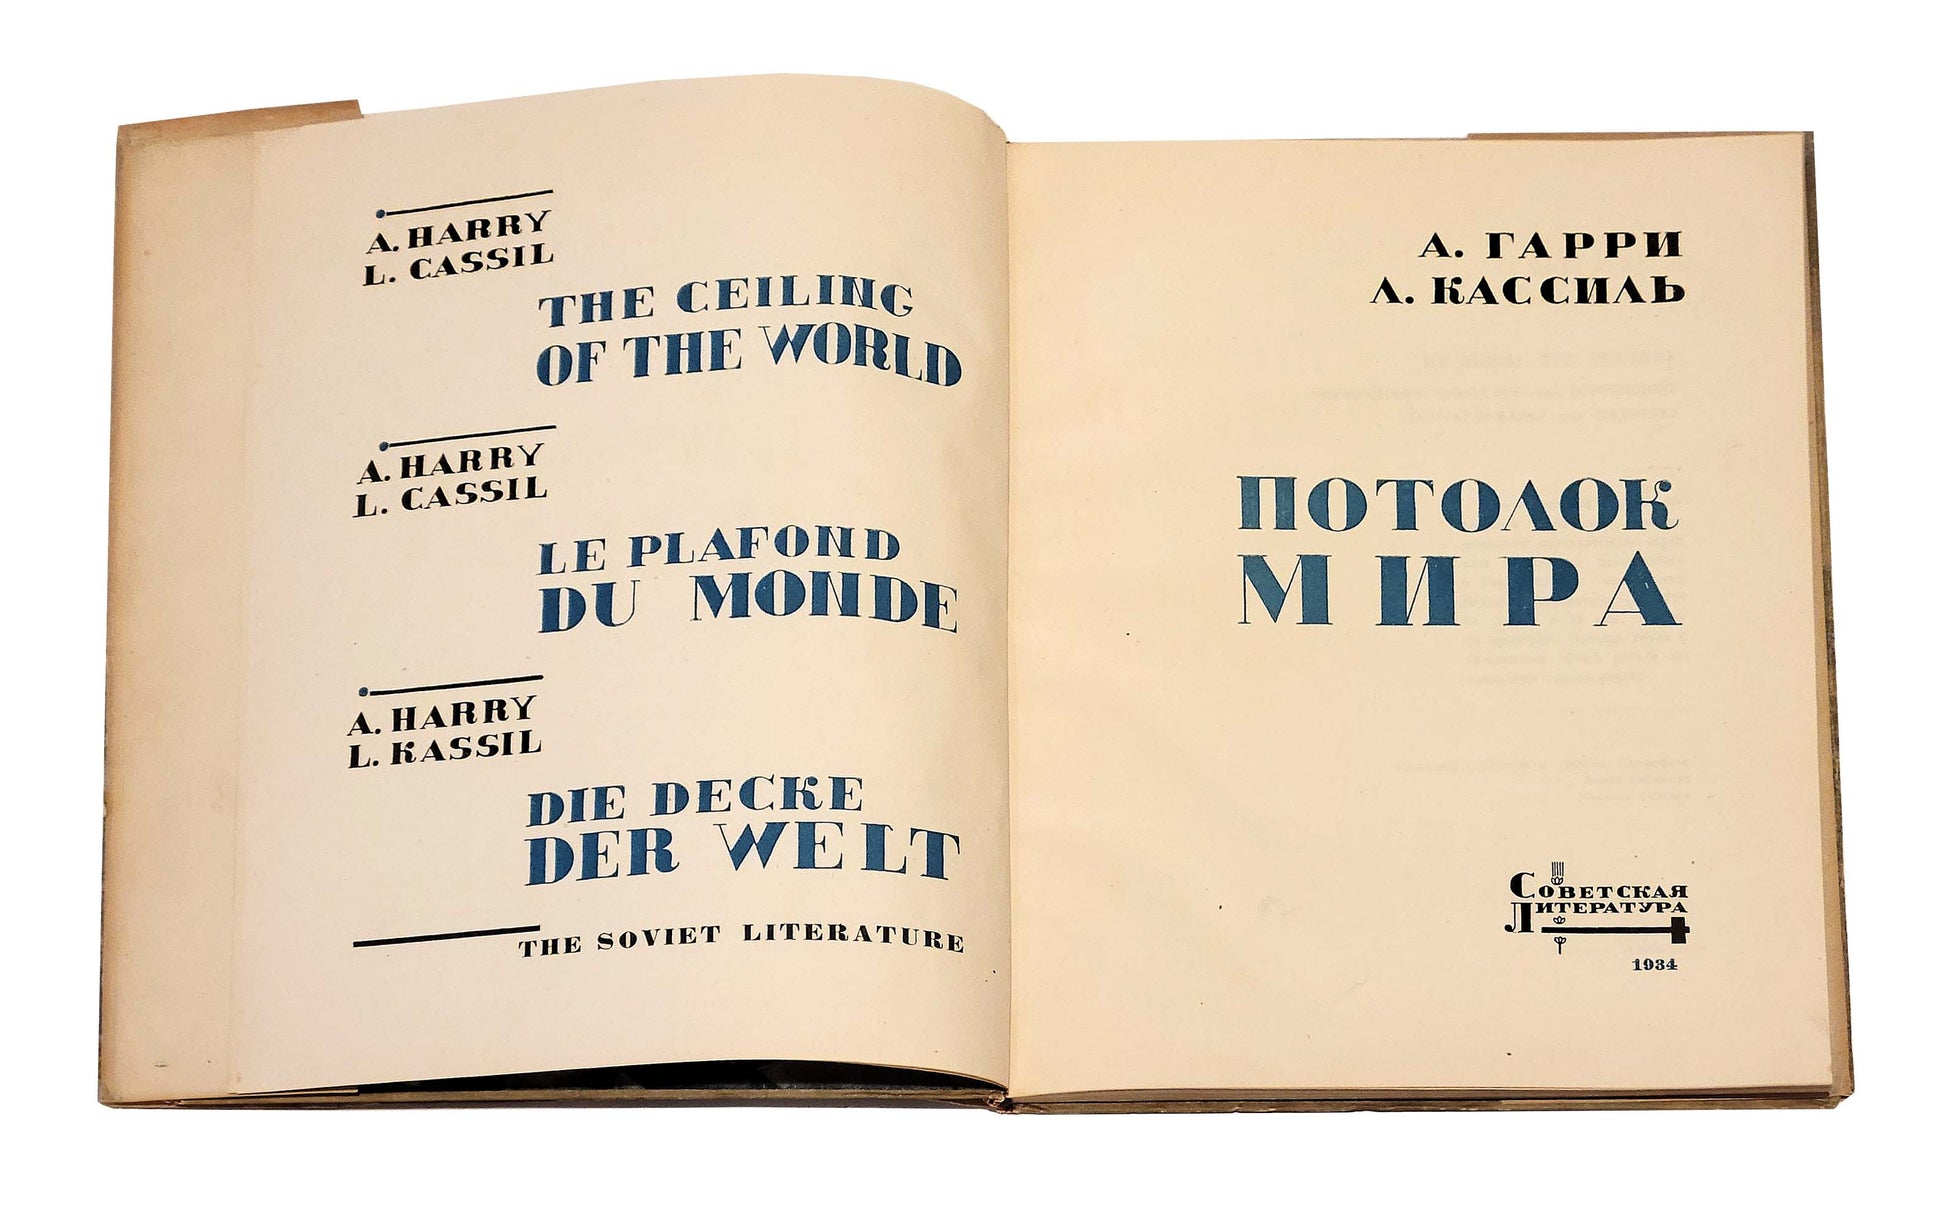 A. HARRY
L. CASSIL
THE CEILING
OF THE WORLD
A. HARRY
L. CASSIL
LE PLAFOND
DU MONDE
A. HARRY
L. KASSIL
DIE DECKE
DER WELT
THE SOVIET LITERATURE
А. ГАРРИ
Л. КАССИЛЬ
ПОТОЛОК
МИРА
СОВЕТСКАЯ
ЛИТЕРАТУРА
1934